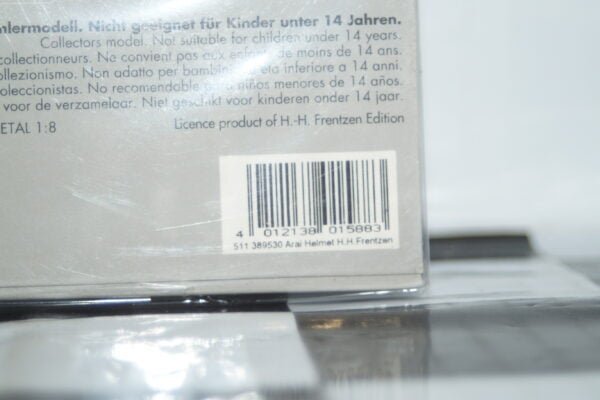 mlermodell. Nicht geeignet für Kinder unter 14 Jahren.
Collectors model. Not suitable for children under 14 years.
collectionneurs. Ne convient pas aux enfants de moins de 14 ans.
ollezionismo. Non adatto per bambini di età inferiore a 14 anni.
oleccionistas. No recomendable para niños menores de 14 años.
voor de verzamelaar. Niet geschikt voor kinderen onder 14 jaar.
ETAL 1:8 Licence product of H.-H. Frentzen Edition
4 012138 015883
511 389530 Arai Helmet H.H.Frentzen